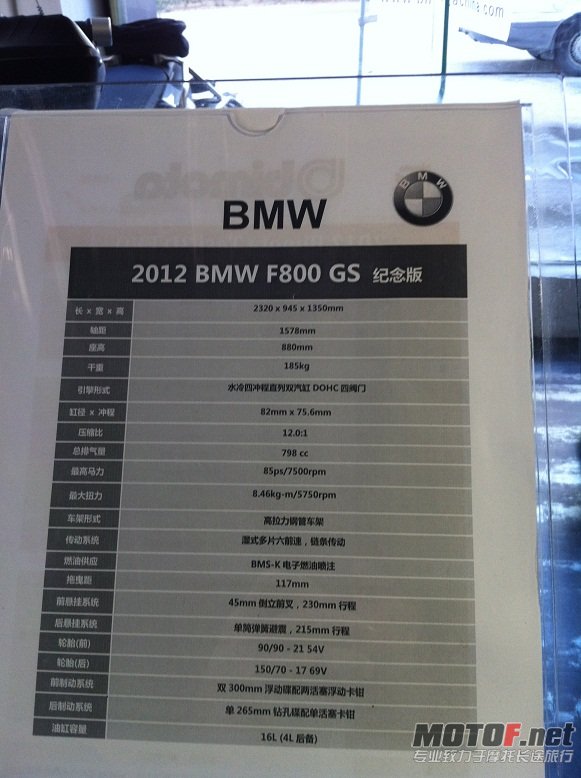 BMW
BMW
2012 BMW F800 GS 纪念版
长 × 宽 × 高 2320 x 945 x 1350mm
轴距 1578mm
座高 880mm
干重 185kg
引擎形式 水冷四冲程直列双汽缸 DOHC 四阀门
缸径 × 冲程 82mm x 75.6mm
压缩比 12.0:1
总排气量 798 cc
最高马力 85ps/7500rpm
最大扭力 8.46kg-m/5750rpm
车架形式 高拉力钢管车架
传动系统 湿式多片六前速，链条传动
燃油供应 BMS-K 电子燃油喷注
拖曳距 117mm
前悬挂系统 45mm 倒立前叉，230mm 行程
后悬挂系统 单筒弹簧避震，215mm 行程
轮胎(前) 90/90 - 21 54V
轮胎(后) 150/70 - 17 69V
前制动系统 双 300mm 浮动碟配两活塞浮动卡钳
后制动系统 单 265mm 钻孔碟配单活塞卡钳
油缸容量 16L (4L 后备)
MOTOF.net
专业致力于摩托长途旅行